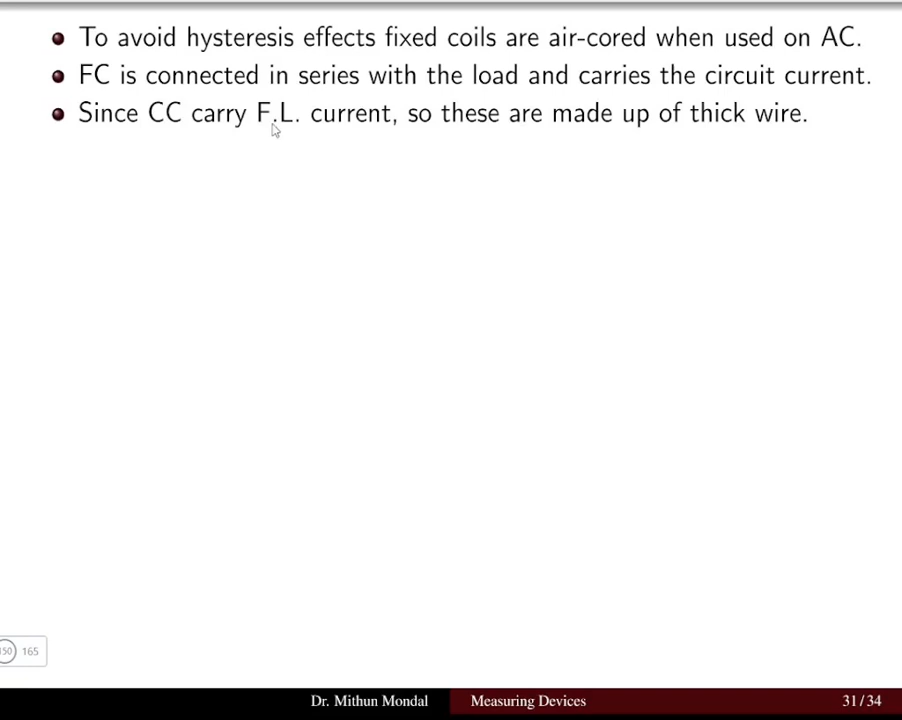 To avoid hysteresis effects fixed coils are air-cored when used on AC.
FC is connected in series with the load and carries the circuit current.
Since CC carry F.L. current, so these are made up of thick wire.
150 165
Dr. Mithun Mondal Measuring Devices 31/34